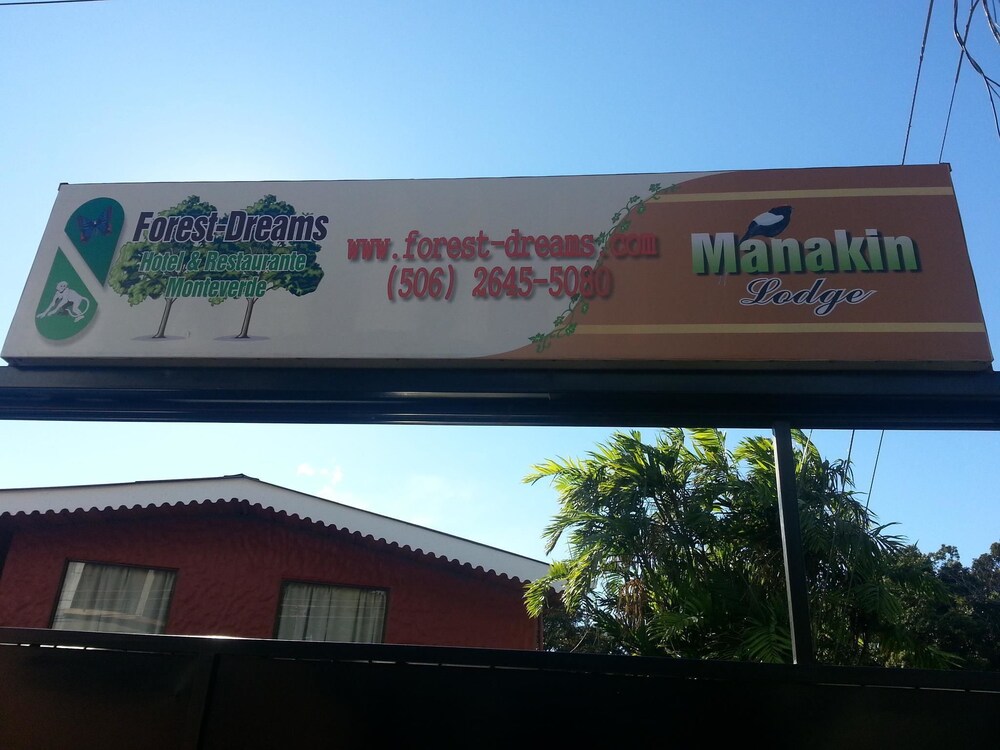 Forest-Dreams
Hotel & Restaurante
Monteverde
www.forest-dreams.com
(506) 2645-5080
Manakin
Lodge